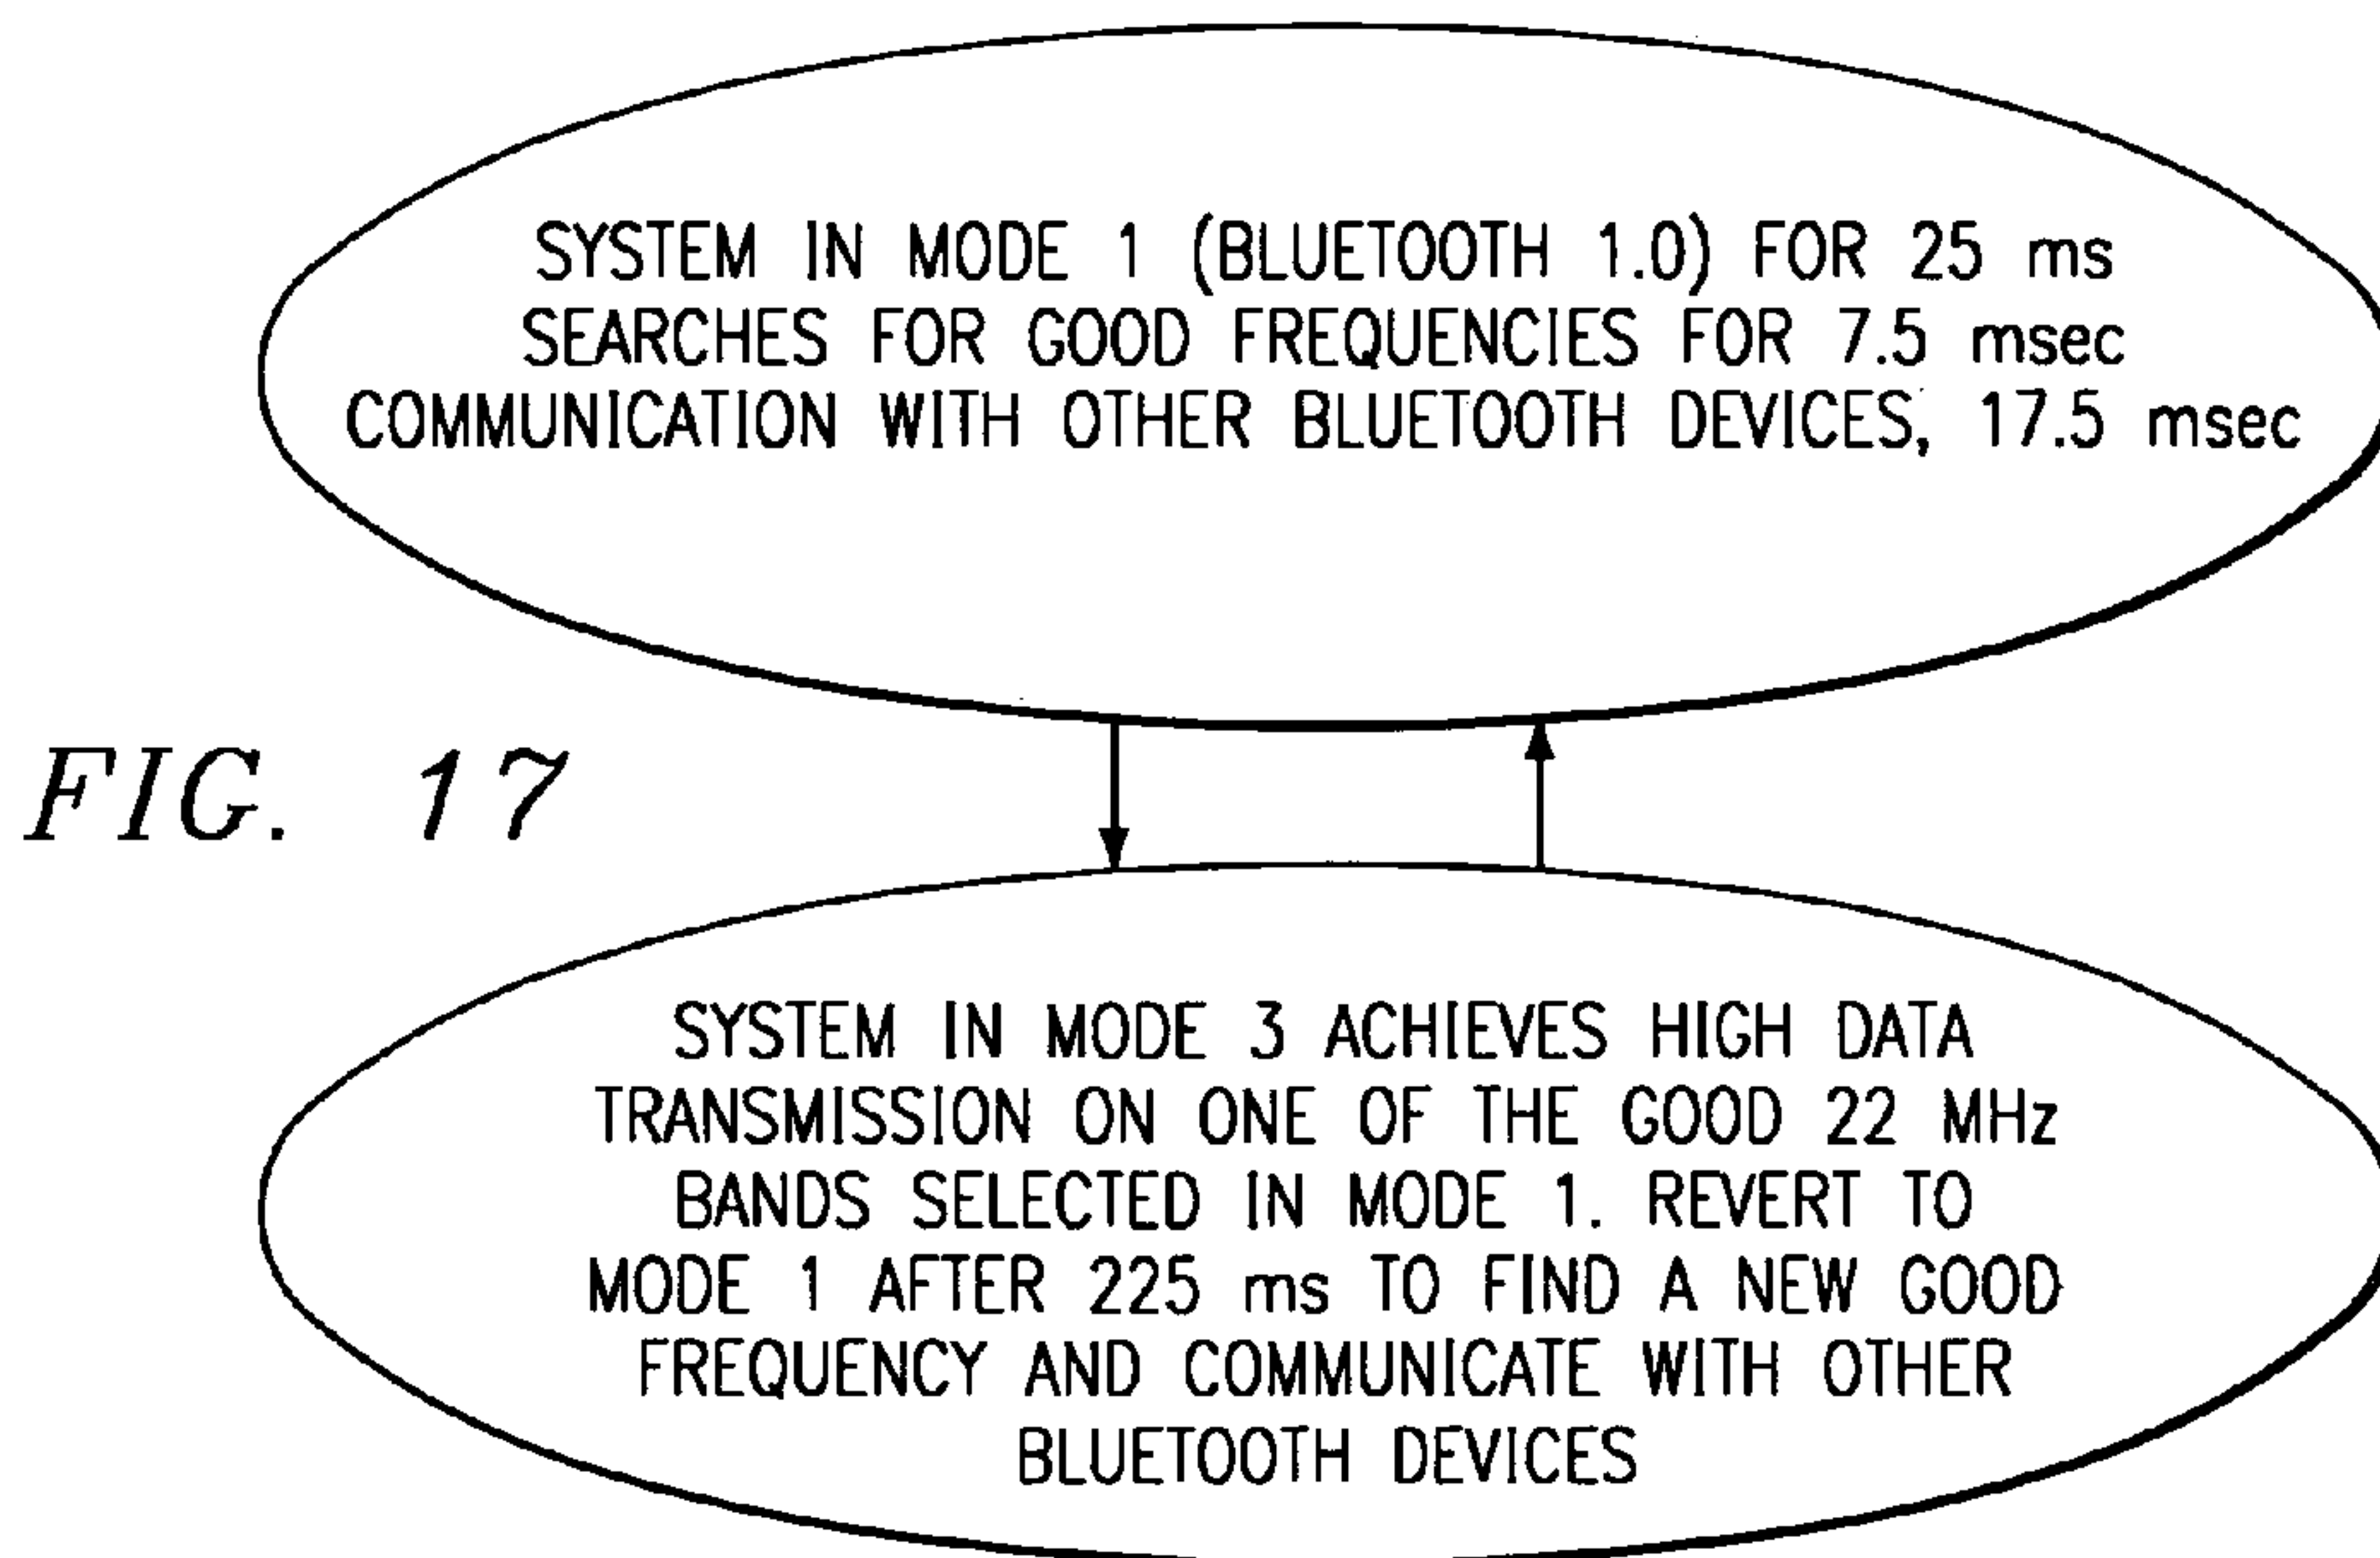 SYSTEM IN MODE 1 (BLUETOOTH 1.0) FOR 25 ms
SEARCHES FOR GOOD FREQUENCIES FOR 7.5 msec
COMMUNICATION WITH OTHER BLUETOOTH DEVICES, 17.5 msec
FIG. 17
SYSTEM IN MODE 3 ACHIEVES HIGH DATA
TRANSMISSION ON ONE OF THE GOOD 22 MHz
BANDS SELECTED IN MODE 1. REVERT TO
MODE 1 AFTER 225 ms TO FIND A NEW GOOD
FREQUENCY AND COMMUNICATE WITH OTHER
BLUETOOTH DEVICES